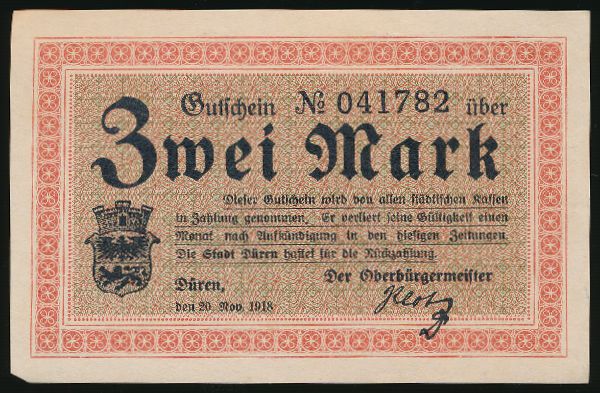 Gutschein № 041782 über
Zwei Mark
Dieser Gutschein wird von allen städtischen Kassen
in Zahlung genommen. Er verliert seine Gültigkeit einen
Monat nach Aufkündigung in den hiesigen Zeitungen.
Die Stadt Düren haftet für die Rückzahlung.
Düren,
den 20. Nov. 1918
Der Oberbürgermeister